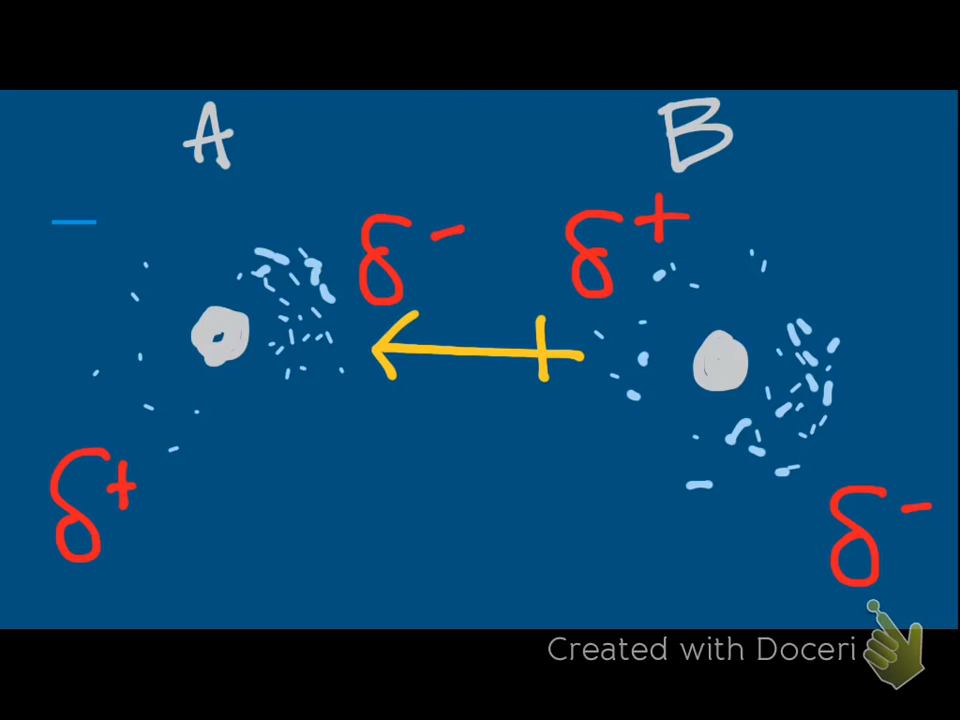 A B
δ- δ+
δ+ δ-
Created with Doceri